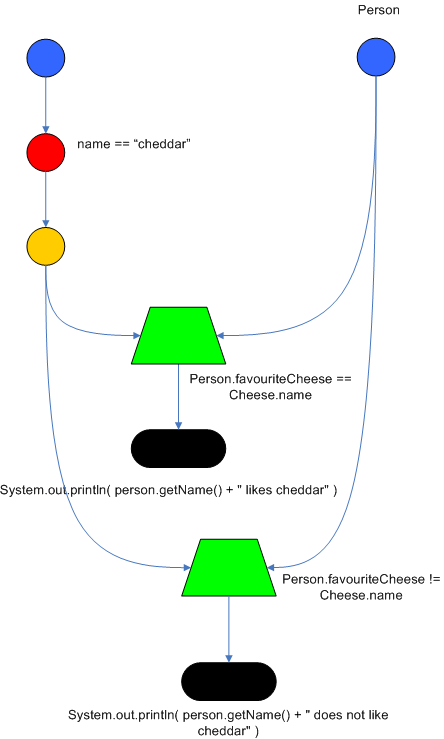 Person
name == “cheddar”
Person.favouriteCheese ==
Cheese.name
System.out.println( person.getName() + " likes cheddar" )
Person.favouriteCheese !=
Cheese.name
System.out.println( person.getName() + " does not like
cheddar" )